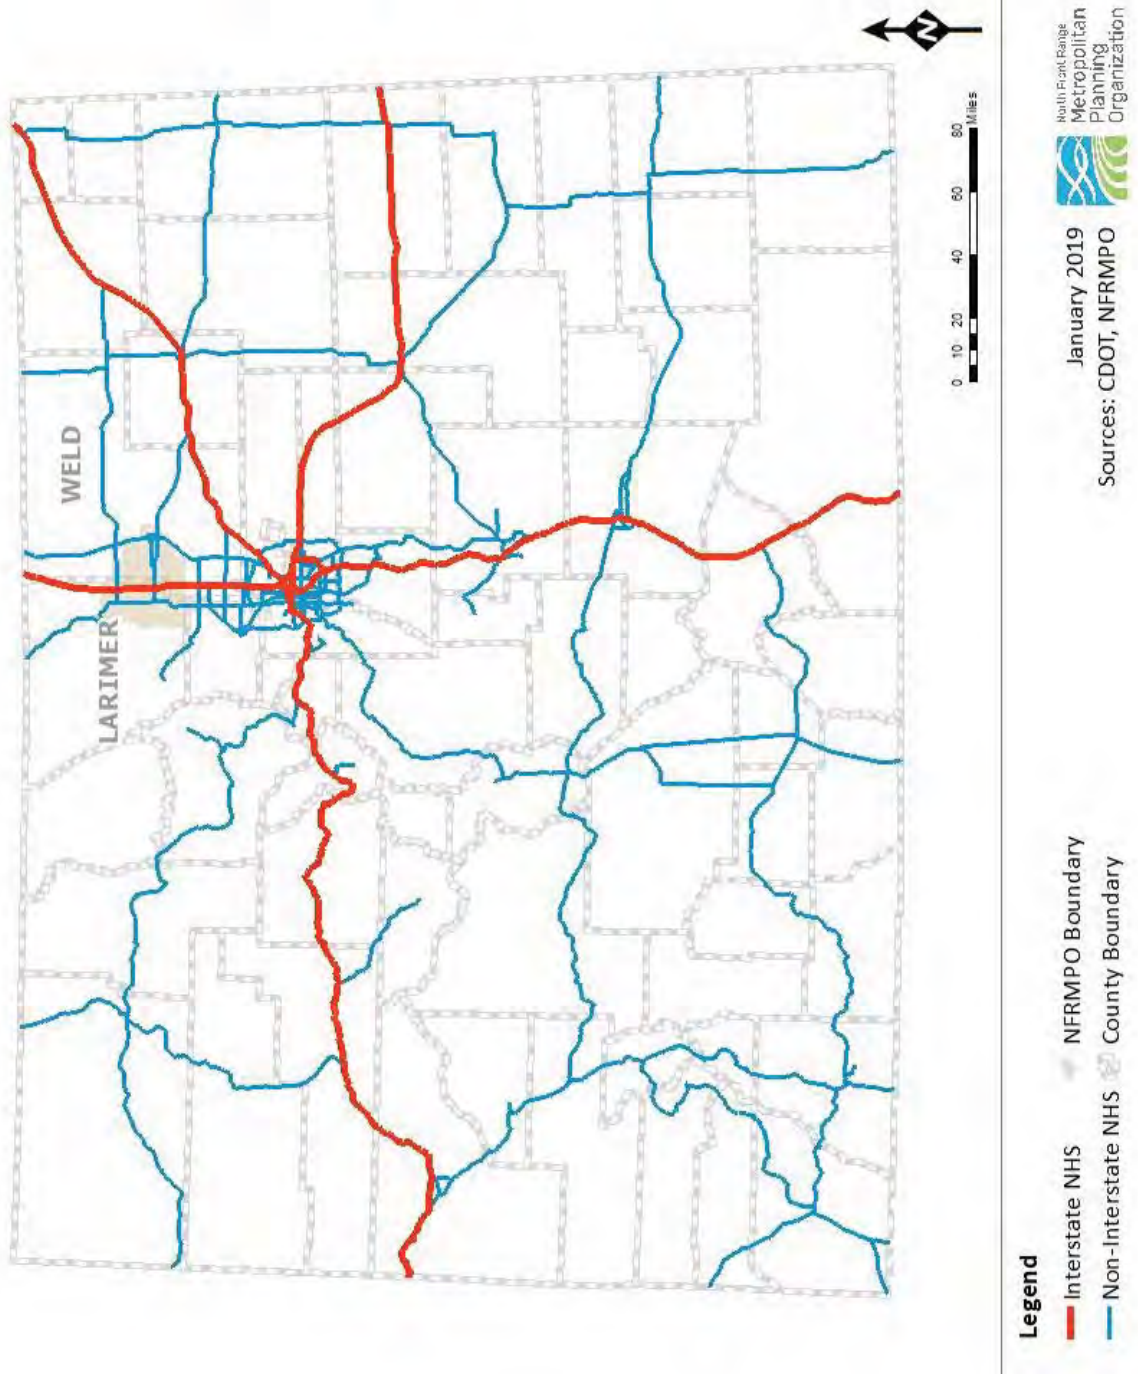 WELD
LARIMER
N
0 10 20 40 60 80
Miles
Legend
Interstate NHS
NFRMPO Boundary
Non-Interstate NHS
County Boundary
January 2019
Sources: CDOT, NFRMPO
North Front Range
Metropolitan
Planning
Organization